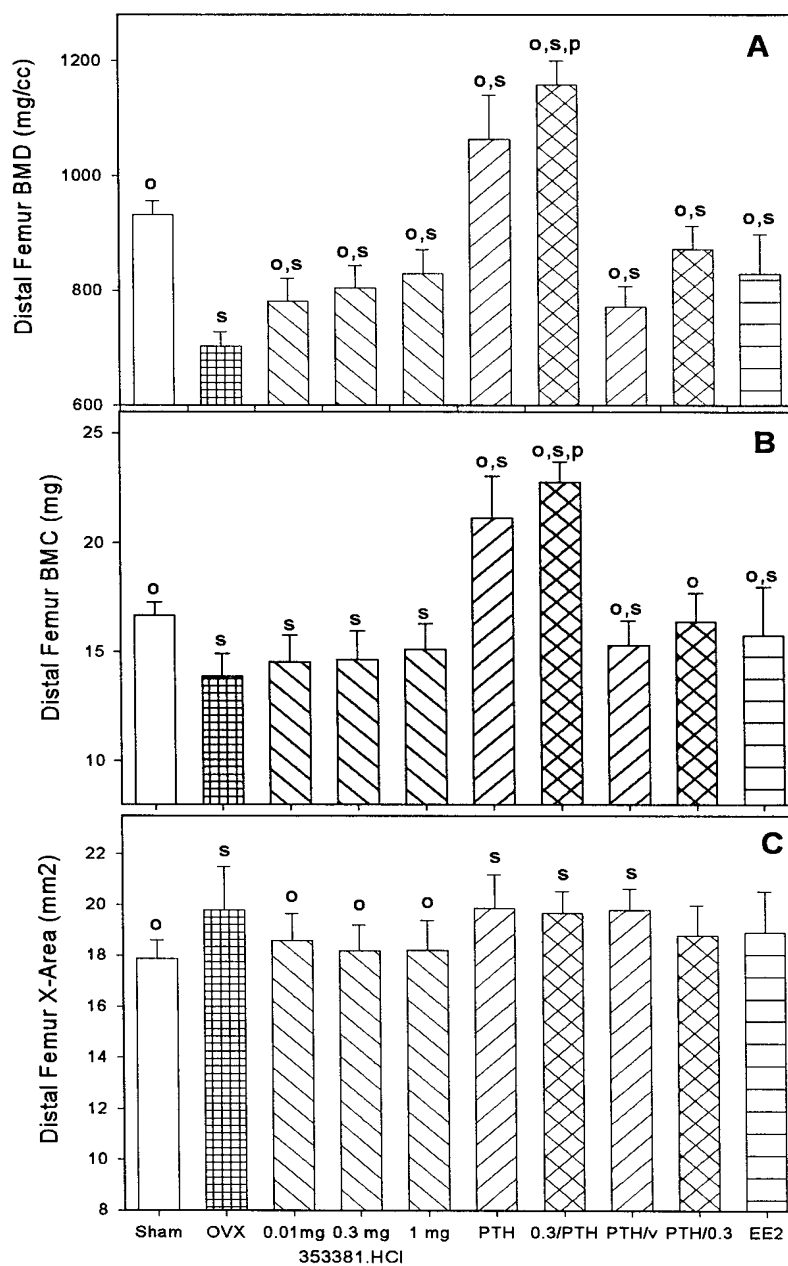 A
Distal Femur BMD (mg/cc)
1200
1000
800
600
o
s
o,s
o,s
o,s
o,s
o,s,p
o,s
o,s
o,s
B
Distal Femur BMC (mg)
25
20
15
10
o
s
s
s
s
o,s
o,s,p
o,s
o
o,s
C
Distal Femur X-Area (mm2)
22
20
18
16
14
12
10
8
o
s
o
o
o
s
s
s
Sham OVX 0.01mg 0.3 mg 1 mg PTH 0.3/PTH PTH/v PTH/0.3 EE2
353381.HCl